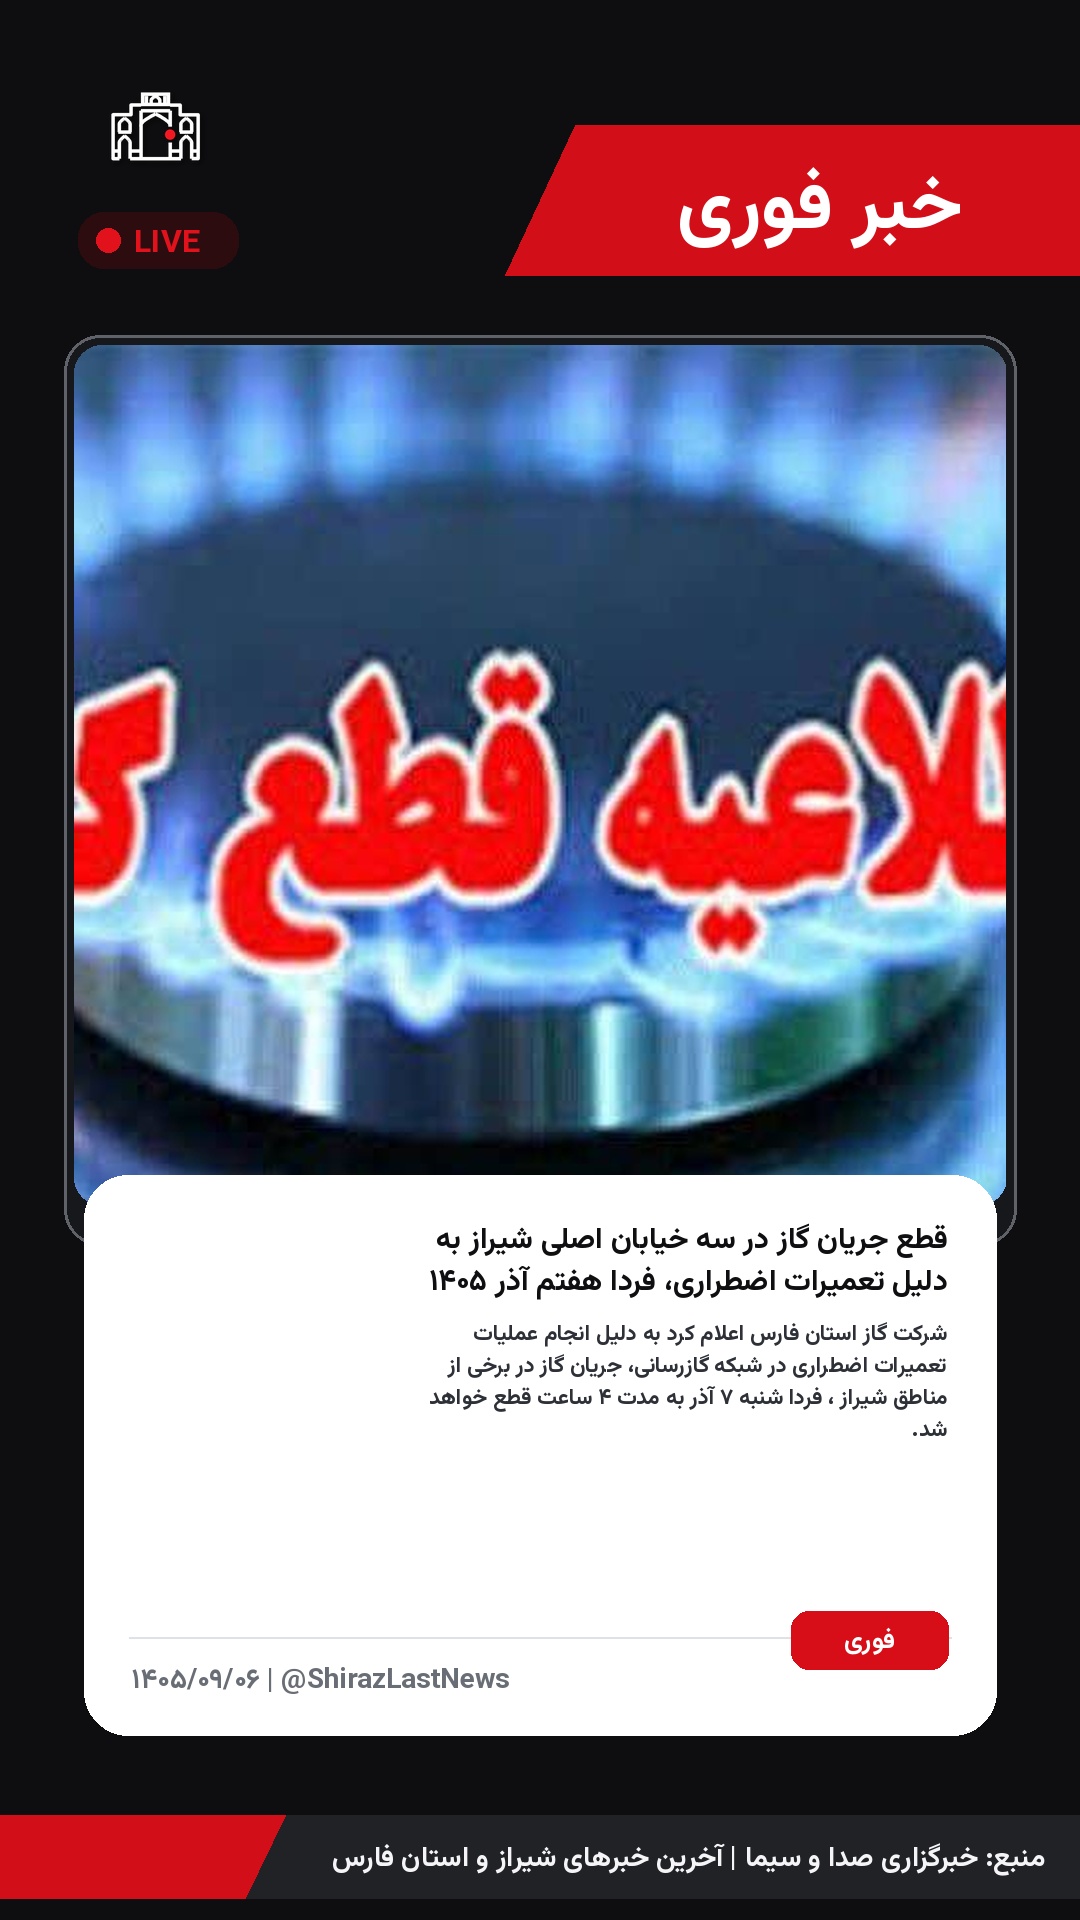 خبر فوری
LIVE
لاعیه قطع
قطع جریان گاز در سه خیابان اصلی شیراز به
دلیل تعمیرات اضطراری، فردا هفتم آذر ۱۴۰۵
شرکت گاز استان فارس اعلام کرد به دلیل انجام عملیات
تعمیرات اضطراری در شبکه گازرسانی، جریان گاز در برخی از
مناطق شیراز ، فردا شنبه ۷ آذر به مدت ۴ ساعت قطع خواهد
شد.
فوری
۱۴۰۵/۰۹/۰۶ | @ShirazLastNews
منبع: خبرگزاری صدا و سیما | آخرین خبرهای شیراز و استان فارس